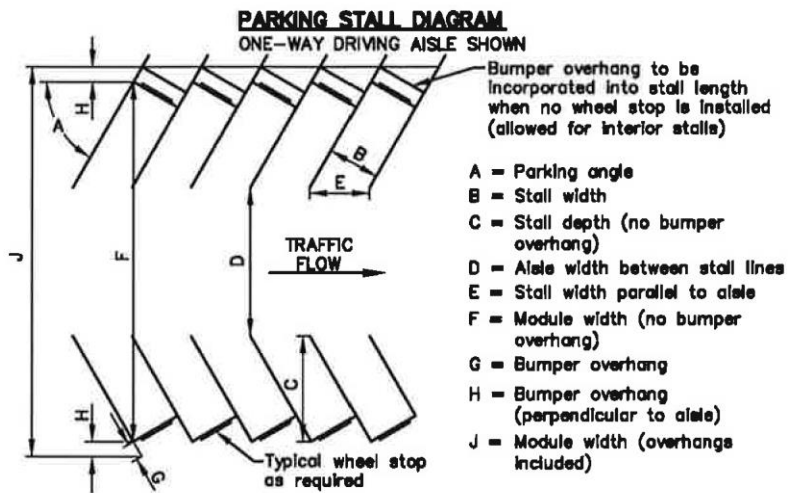 PARKING STALL DIAGRAM
ONE-WAY DRIVING AISLE SHOWN
Bumper overhang to be
incorporated into stall length
when no wheel stop is installed
(allowed for interior stalls)
H
A
B
E
A = Parking angle
B = Stall width
C = Stall depth (no bumper
overhang)
D = Aisle width between stall lines
E = Stall width parallel to aisle
F = Module width (no bumper
overhang)
G = Bumper overhang
H = Bumper overhang
(perpendicular to aisle)
J = Module width (overhangs
included)
J
F
D
TRAFFIC
FLOW
C
H
G
Typical wheel stop
as required